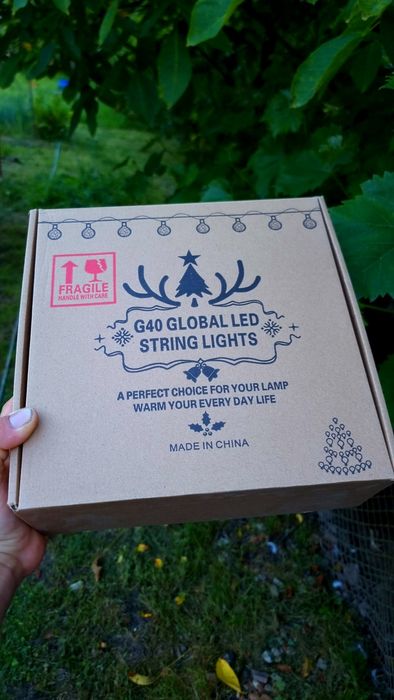 FRAGILE
HANDLE WITH CARE
G40 GLOBAL LED
STRING LIGHTS
A PERFECT CHOICE FOR YOUR LAMP
WARM YOUR EVERY DAY LIFE
MADE IN CHINA